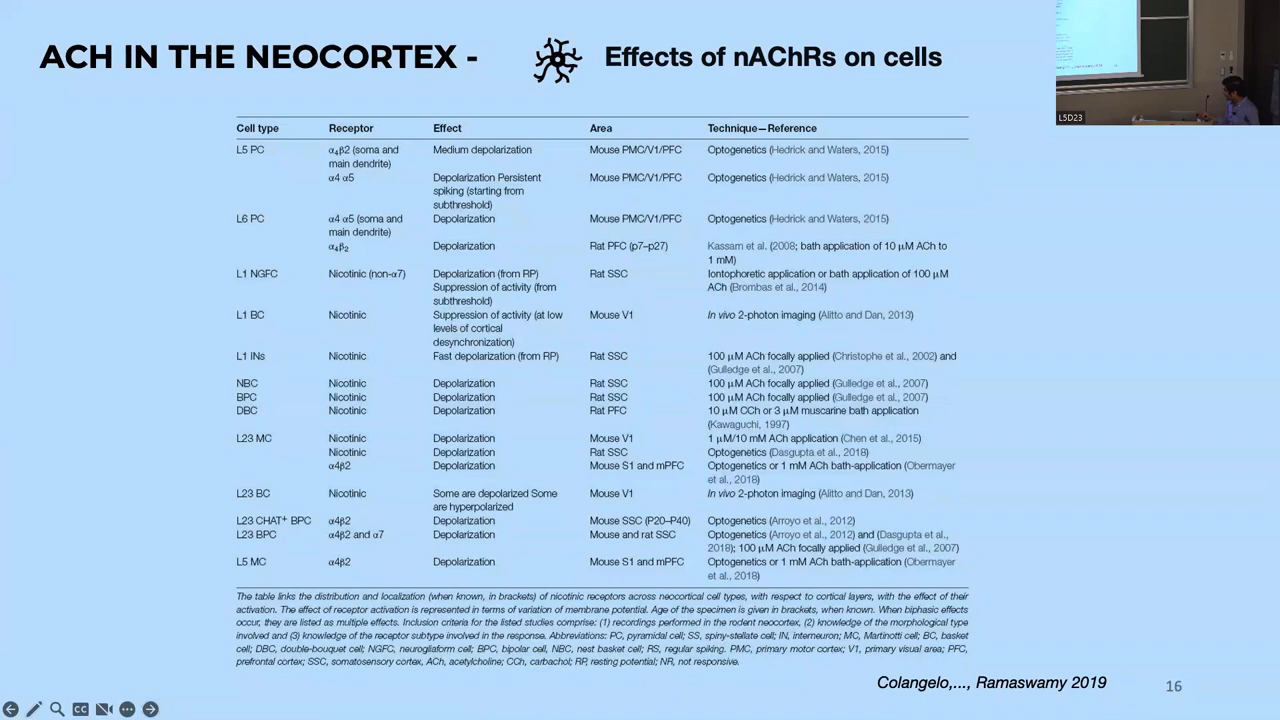 ACH IN THE NEOCORTEX - Effects of nAChRs on cells
L5D23
Cell type Receptor Effect Area Technique—Reference
L5 PC α4β2 (soma and main dendrite) Medium depolarization Mouse PMC/V1/PFC Optogenetics (Hedrick and Waters, 2015)
α4 α5 Depolarization Persistent spiking (starting from subthreshold) Mouse PMC/V1/PFC Optogenetics (Hedrick and Waters, 2015)
L6 PC α4 α5 (soma and main dendrite) Depolarization Mouse PMC/V1/PFC Optogenetics (Hedrick and Waters, 2015)
α4β2 Depolarization Rat PFC (p7–p27) Kassam et al. (2008; bath application of 10 μM ACh to 1 mM)
L1 NGFC Nicotinic (non-α7) Depolarization (from RP) Suppression of activity (from subthreshold) Rat SSC Iontophoretic application or bath application of 100 μM ACh (Brombas et al., 2014)
L1 BC Nicotinic Suppression of activity (at low levels of cortical desynchronization) Mouse V1 In vivo 2-photon imaging (Alitto and Dan, 2013)
L1 INs Nicotinic Fast depolarization (from RP) Rat SSC 100 μM ACh focally applied (Christophe et al., 2002) and (Gulledge et al., 2007)
NBC Nicotinic Depolarization Rat SSC 100 μM ACh focally applied (Gulledge et al., 2007)
BPC Nicotinic Depolarization Rat SSC 100 μM ACh focally applied (Gulledge et al., 2007)
DBC Nicotinic Depolarization Rat PFC 10 μM CCh or 3 μM muscarine bath application (Kawaguchi, 1997)
L23 MC Nicotinic Depolarization Mouse V1 1 μM/10 mM ACh application (Chen et al., 2015)
Nicotinic Depolarization Rat SSC Optogenetics (Dasgupta et al., 2018)
α4β2 Depolarization Mouse S1 and mPFC Optogenetics or 1 mM ACh bath-application (Obermayer et al., 2018)
L23 BC Nicotinic Some are depolarized Some are hyperpolarized Mouse V1 In vivo 2-photon imaging (Alitto and Dan, 2013)
L23 CHAT+ BPC α4β2 Depolarization Mouse SSC (P20–P40) Optogenetics (Arroyo et al., 2012)
L23 BPC α4β2 and α7 Depolarization Mouse and rat SSC Optogenetics (Arroyo et al., 2012) and (Dasgupta et al., 2018); 100 μM ACh focally applied (Gulledge et al., 2007)
L5 MC α4β2 Depolarization Mouse S1 and mPFC Optogenetics or 1 mM ACh bath-application (Obermayer et al., 2018)
The table links the distribution and localization (when known, in brackets) of nicotinic receptors across neocortical cell types, with respect to cortical layers, with the effect of their
activation. The effect of receptor activation is represented in terms of variation of membrane potential. Age of the specimen is given in brackets, when known. When biphasic effects
occur, they are listed as multiple effects. Inclusion criteria for the listed studies comprise: (1) recordings performed in the rodent neocortex, (2) knowledge of the morphological type
involved and (3) knowledge of the receptor subtype involved in the response. Abbreviations: PC, pyramidal cell; SS, spiny-stellate cell; IN, interneuron; MC, Martinotti cell; BC, basket
cell; DBC, double-bouquet cell; NGFC, neurogliaform cell; BPC, bipolar cell, NBC, nest basket cell; RS, regular spiking. PMC, primary motor cortex; V1, primary visual area; PFC,
prefrontal cortex; SSC, somatosensory cortex, ACh, acetylcholine; CCh, carbachol; RP, resting potential; NR, not responsive.
Colangelo,..., Ramaswamy 2019
16
CC